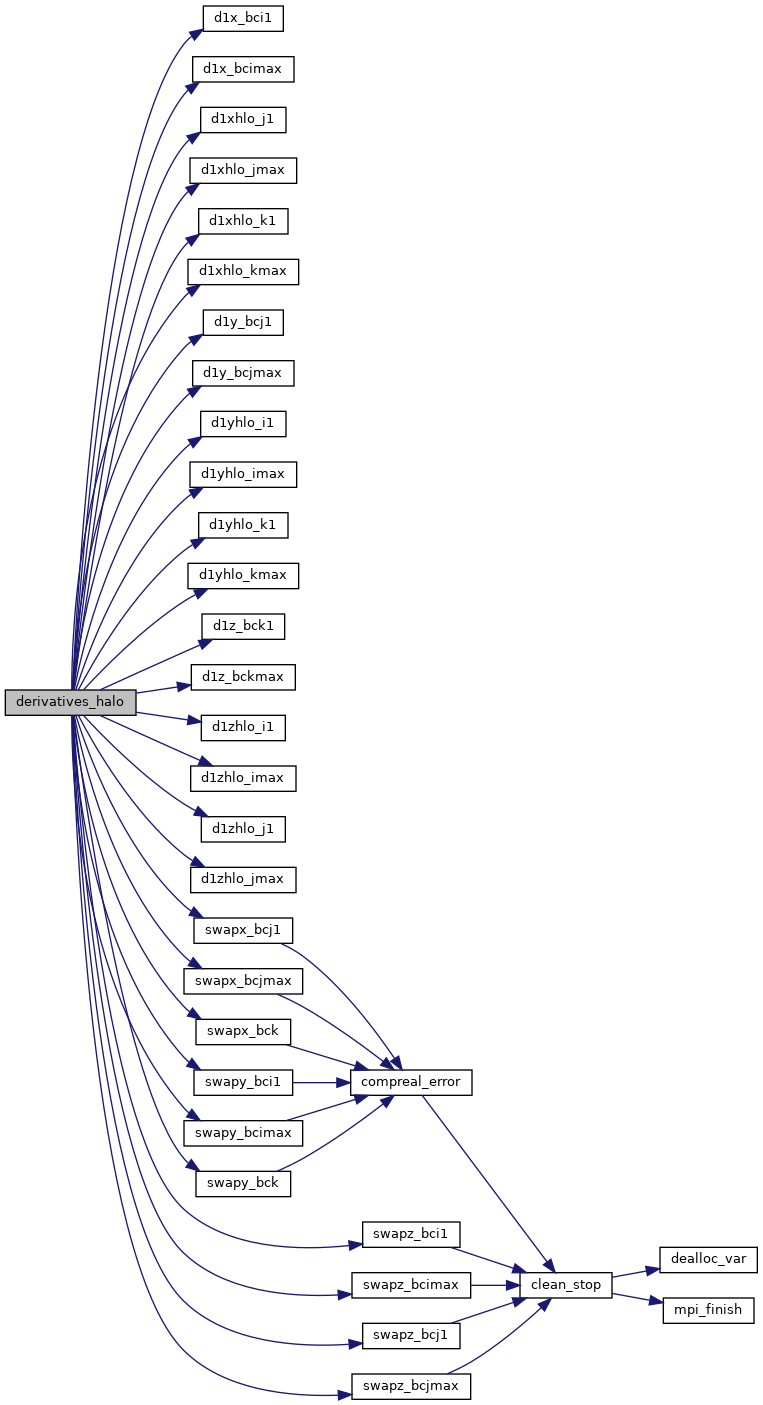 d1x_bci1
d1x_bcimax
d1xhlo_j1
d1xhlo_jmax
d1xhlo_k1
d1xhlo_kmax
d1y_bcj1
d1y_bcjmax
d1yhlo_i1
d1yhlo_imax
d1yhlo_k1
d1yhlo_kmax
d1z_bck1
d1z_bckmax
derivatives_halo
d1zhlo_i1
d1zhlo_imax
d1zhlo_j1
d1zhlo_jmax
swapx_bcj1
swapx_bcjmax
swapx_bck
swapy_bci1
compreal_error
swapy_bcimax
swapy_bck
swapz_bci1
dealloc_var
swapz_bcimax
clean_stop
mpi_finish
swapz_bcj1
swapz_bcjmax